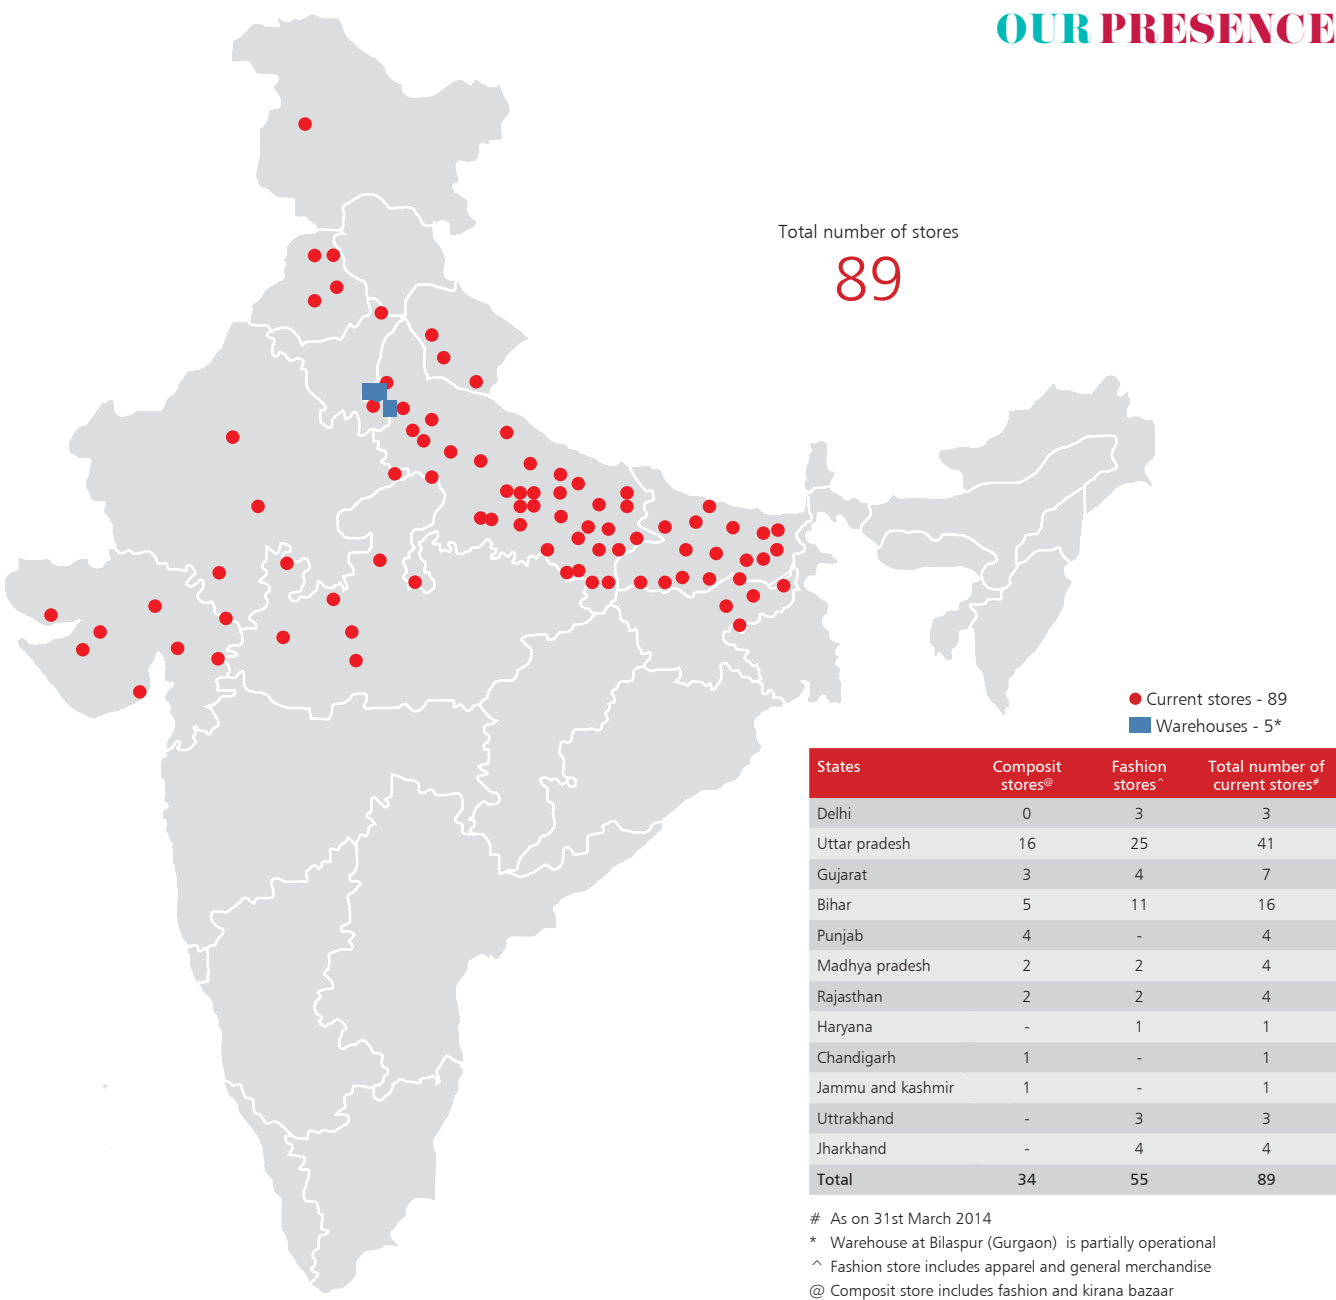 OUR PRESENCE
Total number of stores
89
Current stores - 89
Warehouses - 5*
States Composit stores@ Fashion stores^ Total number of current stores#
Delhi 0 3 3
Uttar pradesh 16 25 41
Gujarat 3 4 7
Bihar 5 11 16
Punjab 4 - 4
Madhya pradesh 2 2 4
Rajasthan 2 2 4
Haryana - 1 1
Chandigarh 1 - 1
Jammu and kashmir 1 - 1
Uttrakhand - 3 3
Jharkhand - 4 4
Total 34 55 89
# As on 31st March 2014
* Warehouse at Bilaspur (Gurgaon) is partially operational
^ Fashion store includes apparel and general merchandise
@ Composit store includes fashion and kirana bazaar